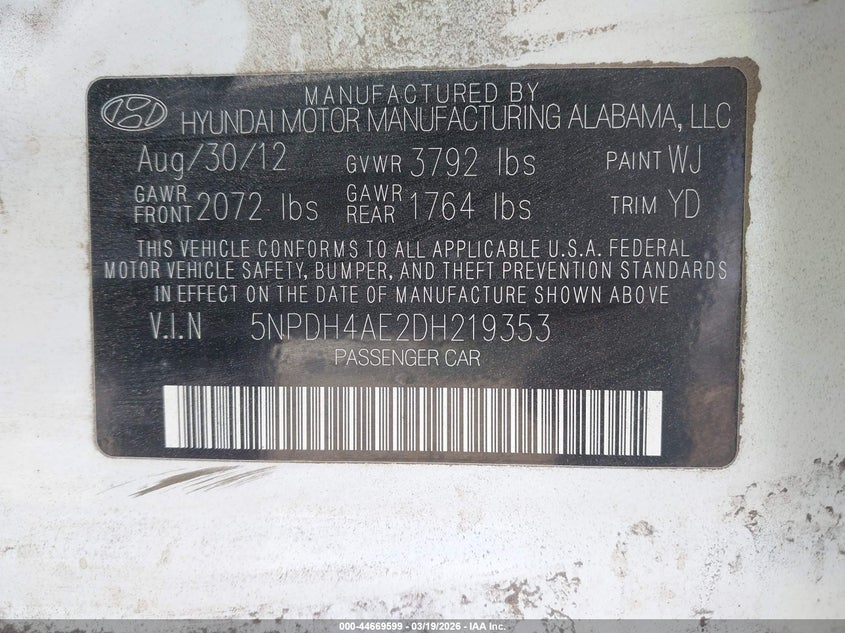 MANUFACTURED BY
HYUNDAI MOTOR MANUFACTURING ALABAMA, LLC
Aug/30/12 GVWR 3792 lbs PAINT WJ
GAWR FRONT 2072 lbs GAWR REAR 1764 lbs TRIM YD
THIS VEHICLE CONFORMS TO ALL APPLICABLE U.S.A. FEDERAL
MOTOR VEHICLE SAFETY, BUMPER, AND THEFT PREVENTION STANDARDS
IN EFFECT ON THE DATE OF MANUFACTURE SHOWN ABOVE
V.I.N 5NPDH4AE2DH219353
PASSENGER CAR
000-44669599 - 03/19/2026 - IAA Inc.